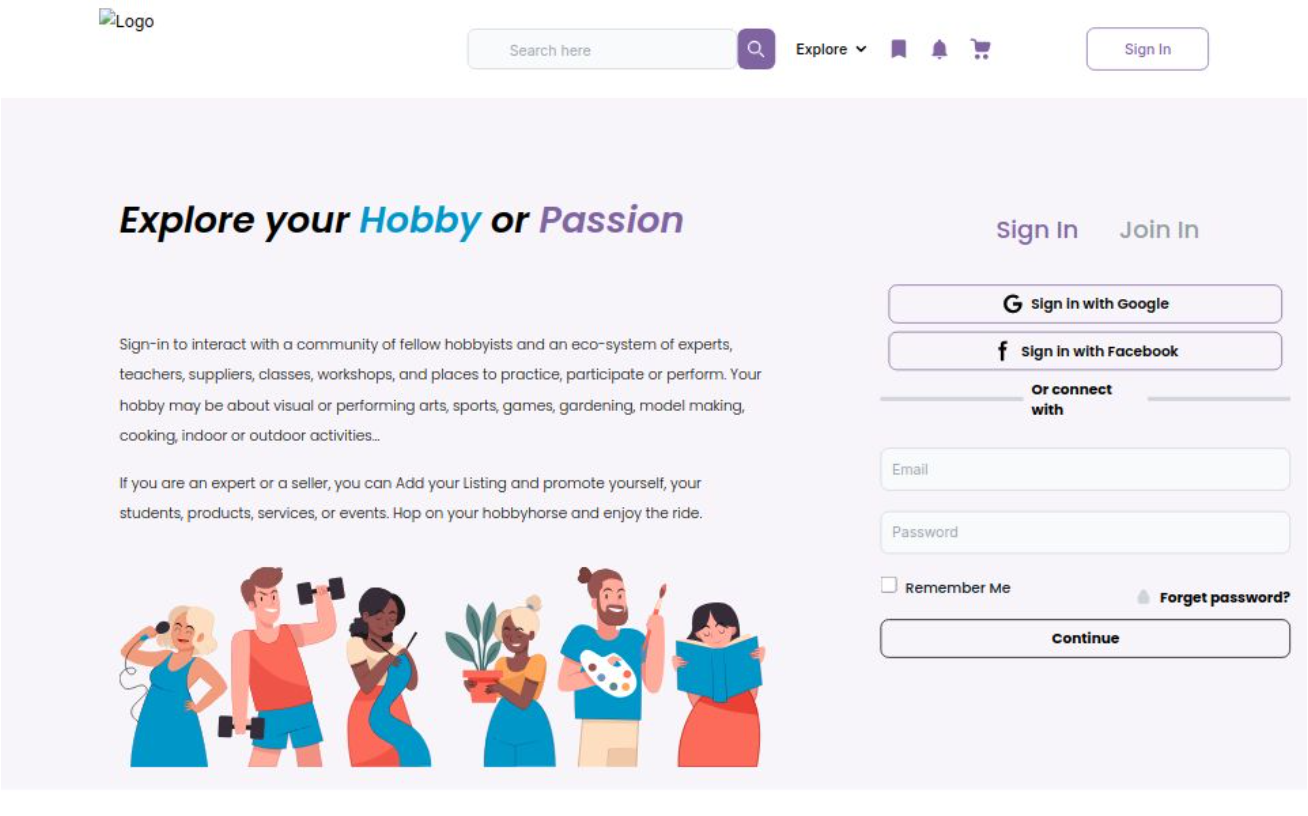 Logo
Search here
Explore
Sign In
Explore your Hobby or Passion
Sign-in to interact with a community of fellow hobbyists and an eco-system of experts,
teachers, suppliers, classes, workshops, and places to practice, participate or perform. Your
hobby may be about visual or performing arts, sports, games, gardening, model making,
cooking, indoor or outdoor activities...
If you are an expert or a seller, you can Add your Listing and promote yourself, your
students, products, services, or events. Hop on your hobbyhorse and enjoy the ride.
Sign In
Join In
Sign in with Google
Sign in with Facebook
Or connect
with
Email
Password
Remember Me
Forget password?
Continue